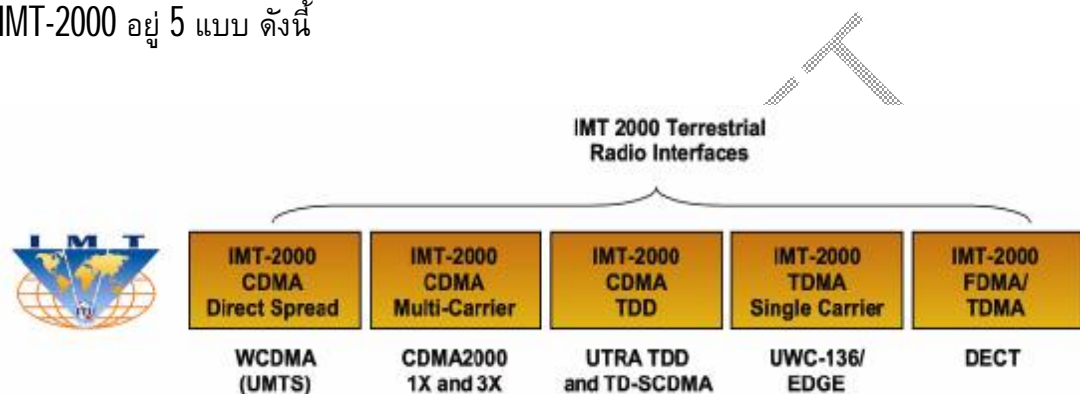 IMT-2000 อยู่ 5 แบบ ดังนี้
IMT 2000 Terrestrial
Radio Interfaces
I M T
ITU
IMT-2000
CDMA
Direct Spread
IMT-2000
CDMA
Multi-Carrier
IMT-2000
CDMA
TDD
IMT-2000
TDMA
Single Carrier
IMT-2000
FDMA/
TDMA
WCDMA
(UMTS)
CDMA2000
1X and 3X
UTRA TDD
and TD-SCDMA
UWC-136/
EDGE
DECT